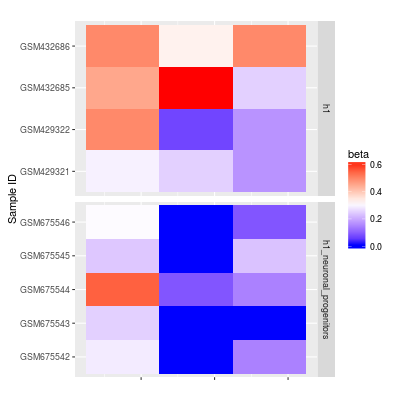 GSM432686
GSM432685
GSM429322
GSM429321
h1
GSM675546
GSM675545
GSM675544
GSM675543
GSM675542
h1_neuronal_progenitors
Sample ID
beta
0.6
0.4
0.2
0.0